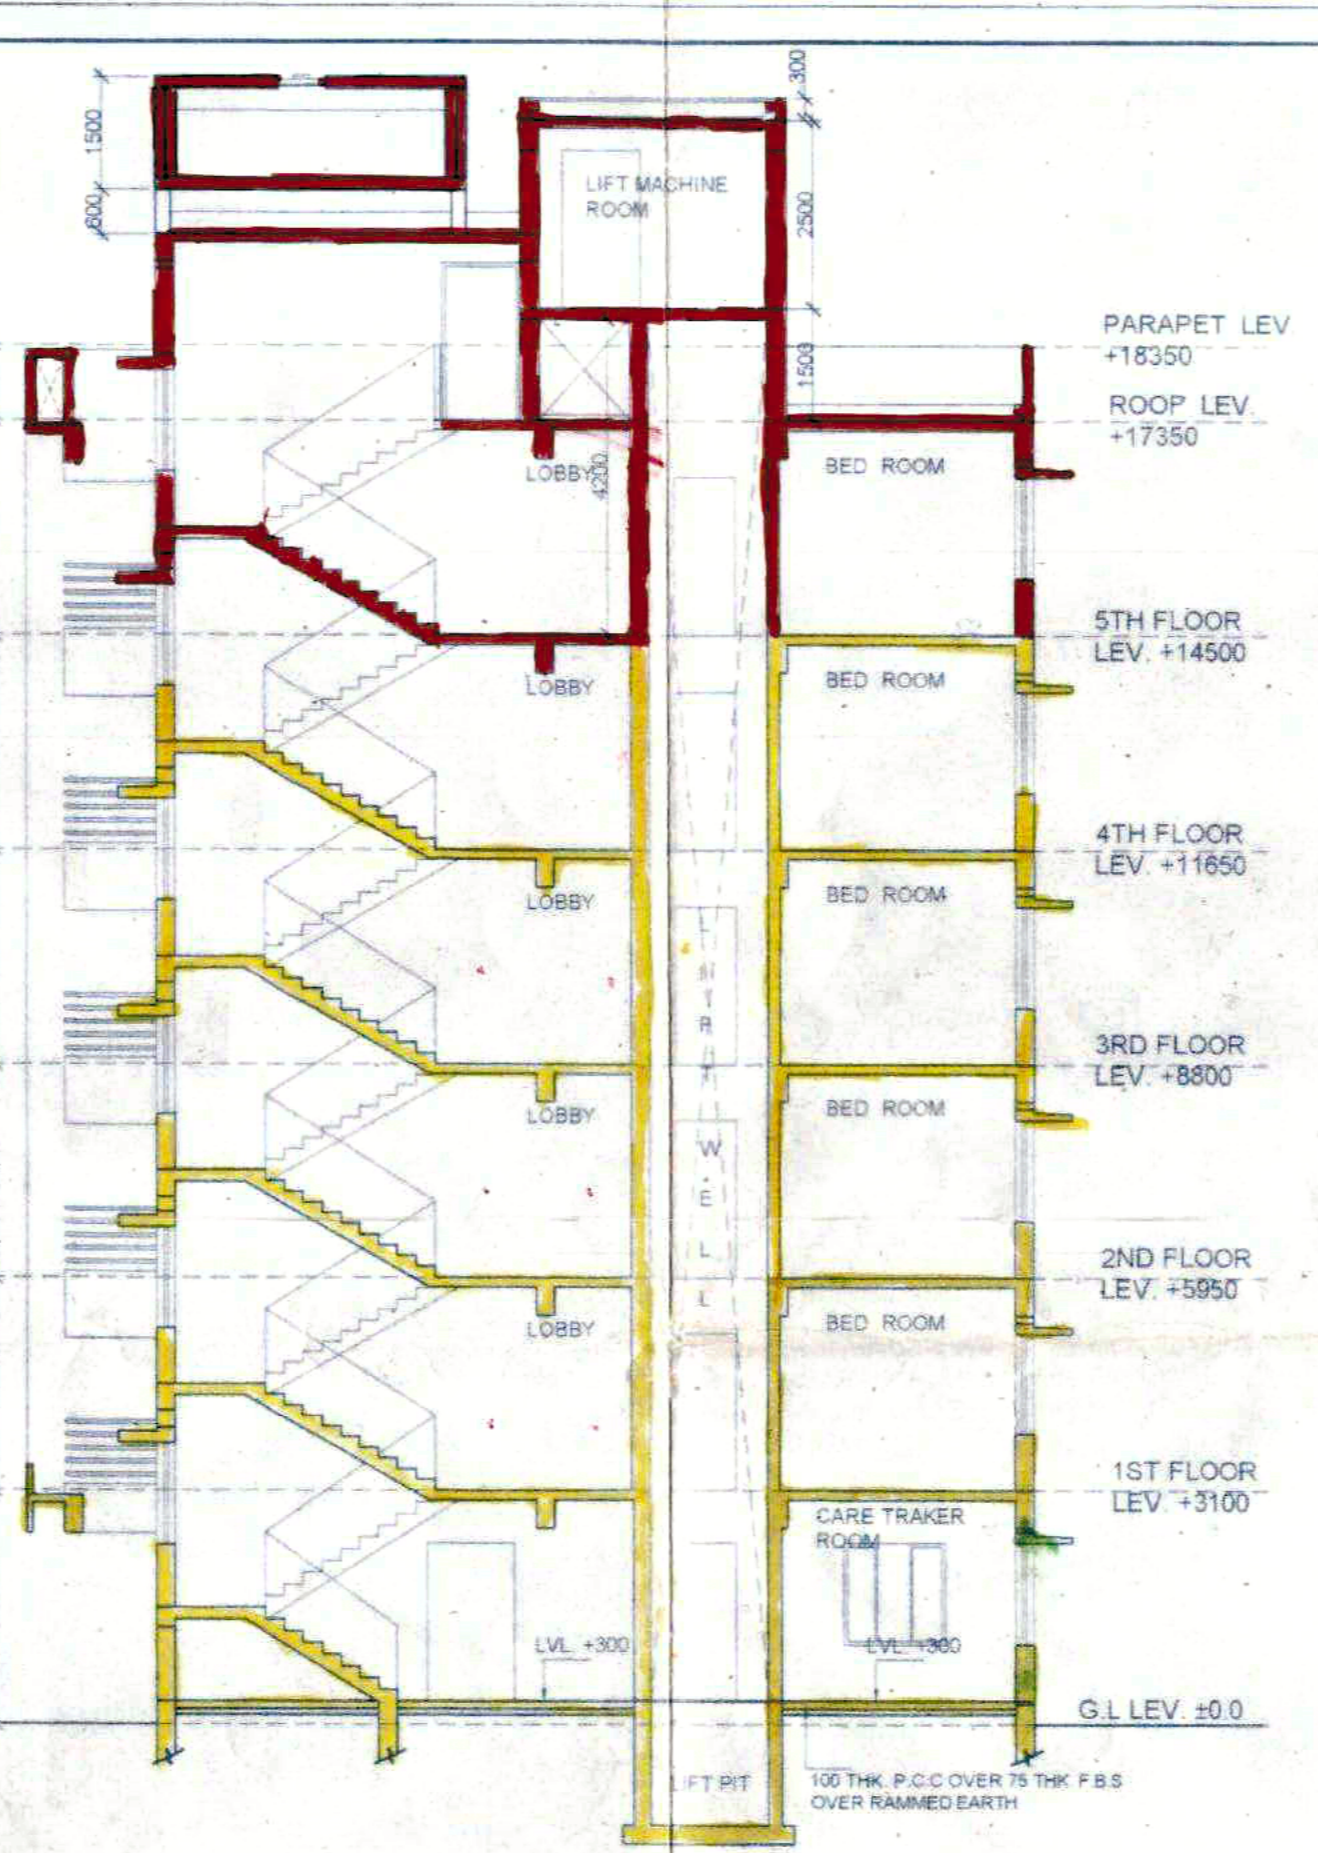 300
1500
LIFT MACHINE
ROOM
2500
600
PARAPET LEV
+18350
1500
ROOP LEV.
+17350
LOBBY
4200
BED ROOM
5TH FLOOR
LEV. +14500
LOBBY
BED ROOM
4TH FLOOR
LEV. +11650
LOBBY
BED ROOM
3RD FLOOR
LEV. +8800
LOBBY
BED ROOM
W
E
L
L
2ND FLOOR
LEV. +5950
LOBBY
BED ROOM
1ST FLOOR
LEV. +3100
CARE TRAKER
ROOM
LVL +300
LVL +300
G.L LEV. ±0.0
LIFT PIT
100 THK. P.C.C OVER 75 THK F.B.S
OVER RAMMED EARTH